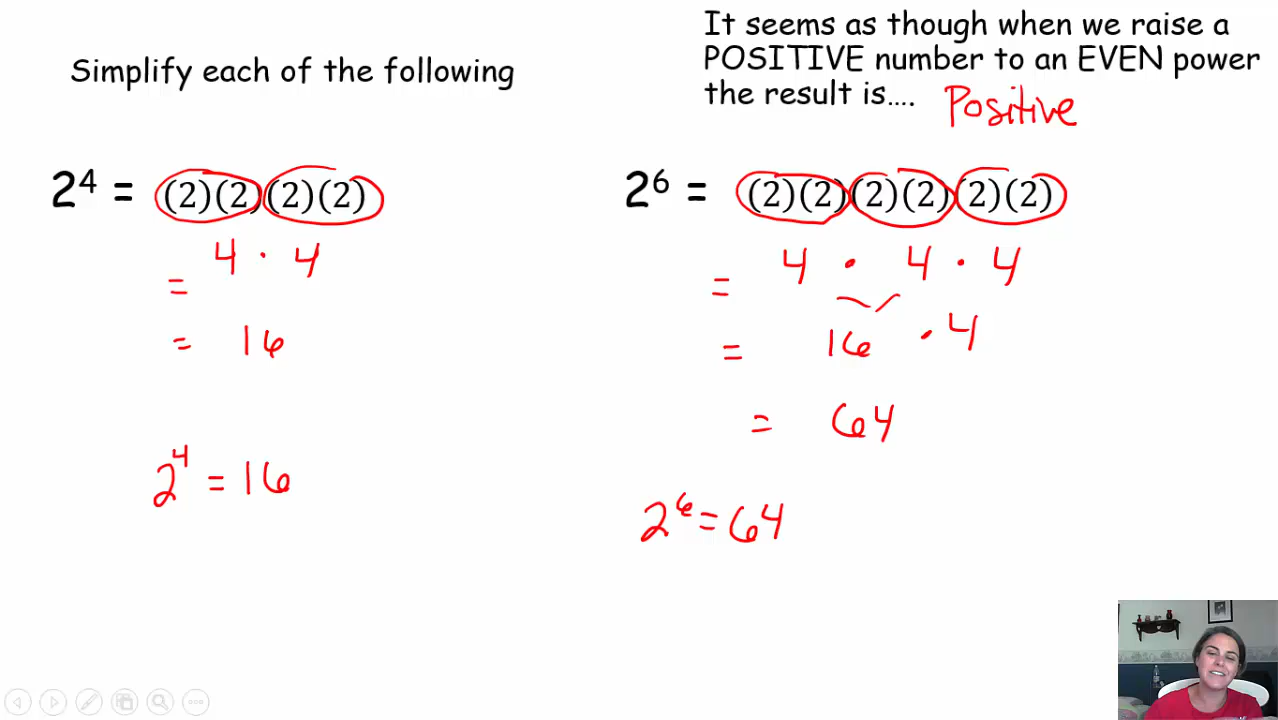 Simplify each of the following
2⁴ = (2)(2)(2)(2)
= 4 · 4
= 16
2⁴ = 16
It seems as though when we raise a
POSITIVE number to an EVEN power
the result is…. Positive
2⁶ = (2)(2)(2)(2)(2)(2)
= 4 · 4 · 4
= 16 · 4
= 64
2⁶ = 64